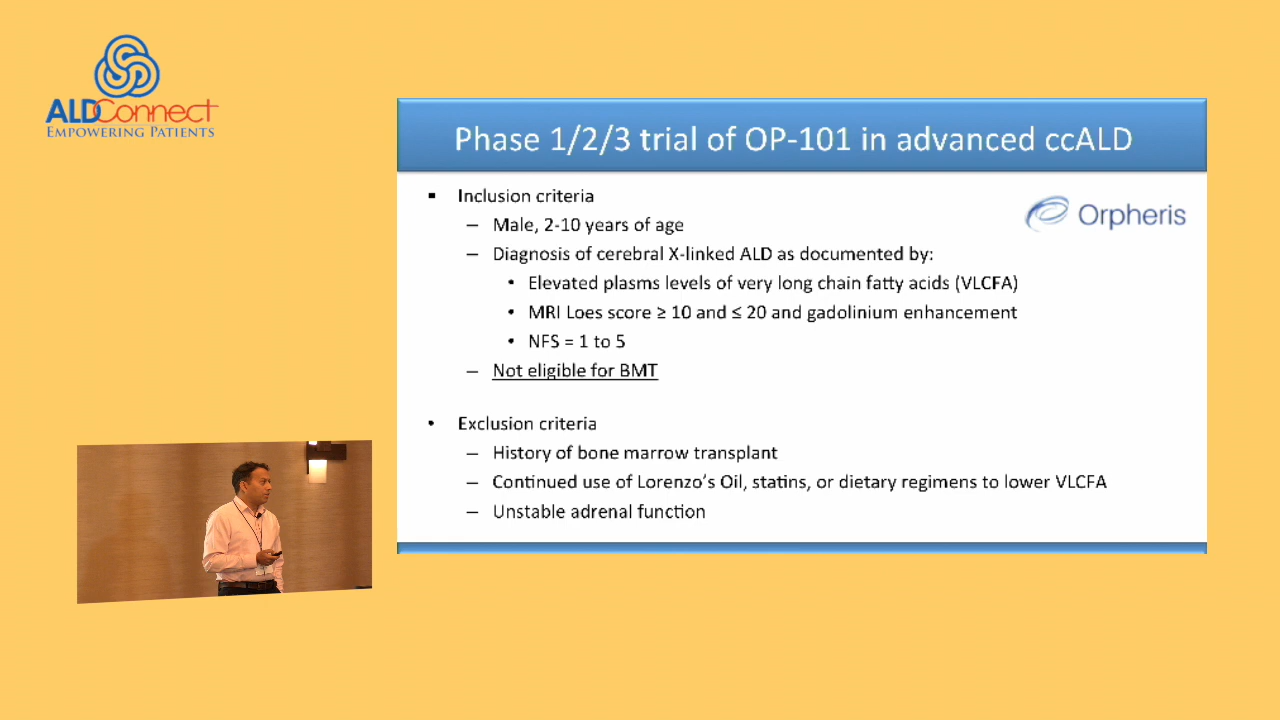 ALDConnect
EMPOWERING PATIENTS
Phase 1/2/3 trial of OP-101 in advanced ccALD
Orpheris
▪ Inclusion criteria
– Male, 2-10 years of age
– Diagnosis of cerebral X-linked ALD as documented by:
• Elevated plasms levels of very long chain fatty acids (VLCFA)
• MRI Loes score ≥ 10 and ≤ 20 and gadolinium enhancement
• NFS = 1 to 5
– Not eligible for BMT
• Exclusion criteria
– History of bone marrow transplant
– Continued use of Lorenzo's Oil, statins, or dietary regimens to lower VLCFA
– Unstable adrenal function